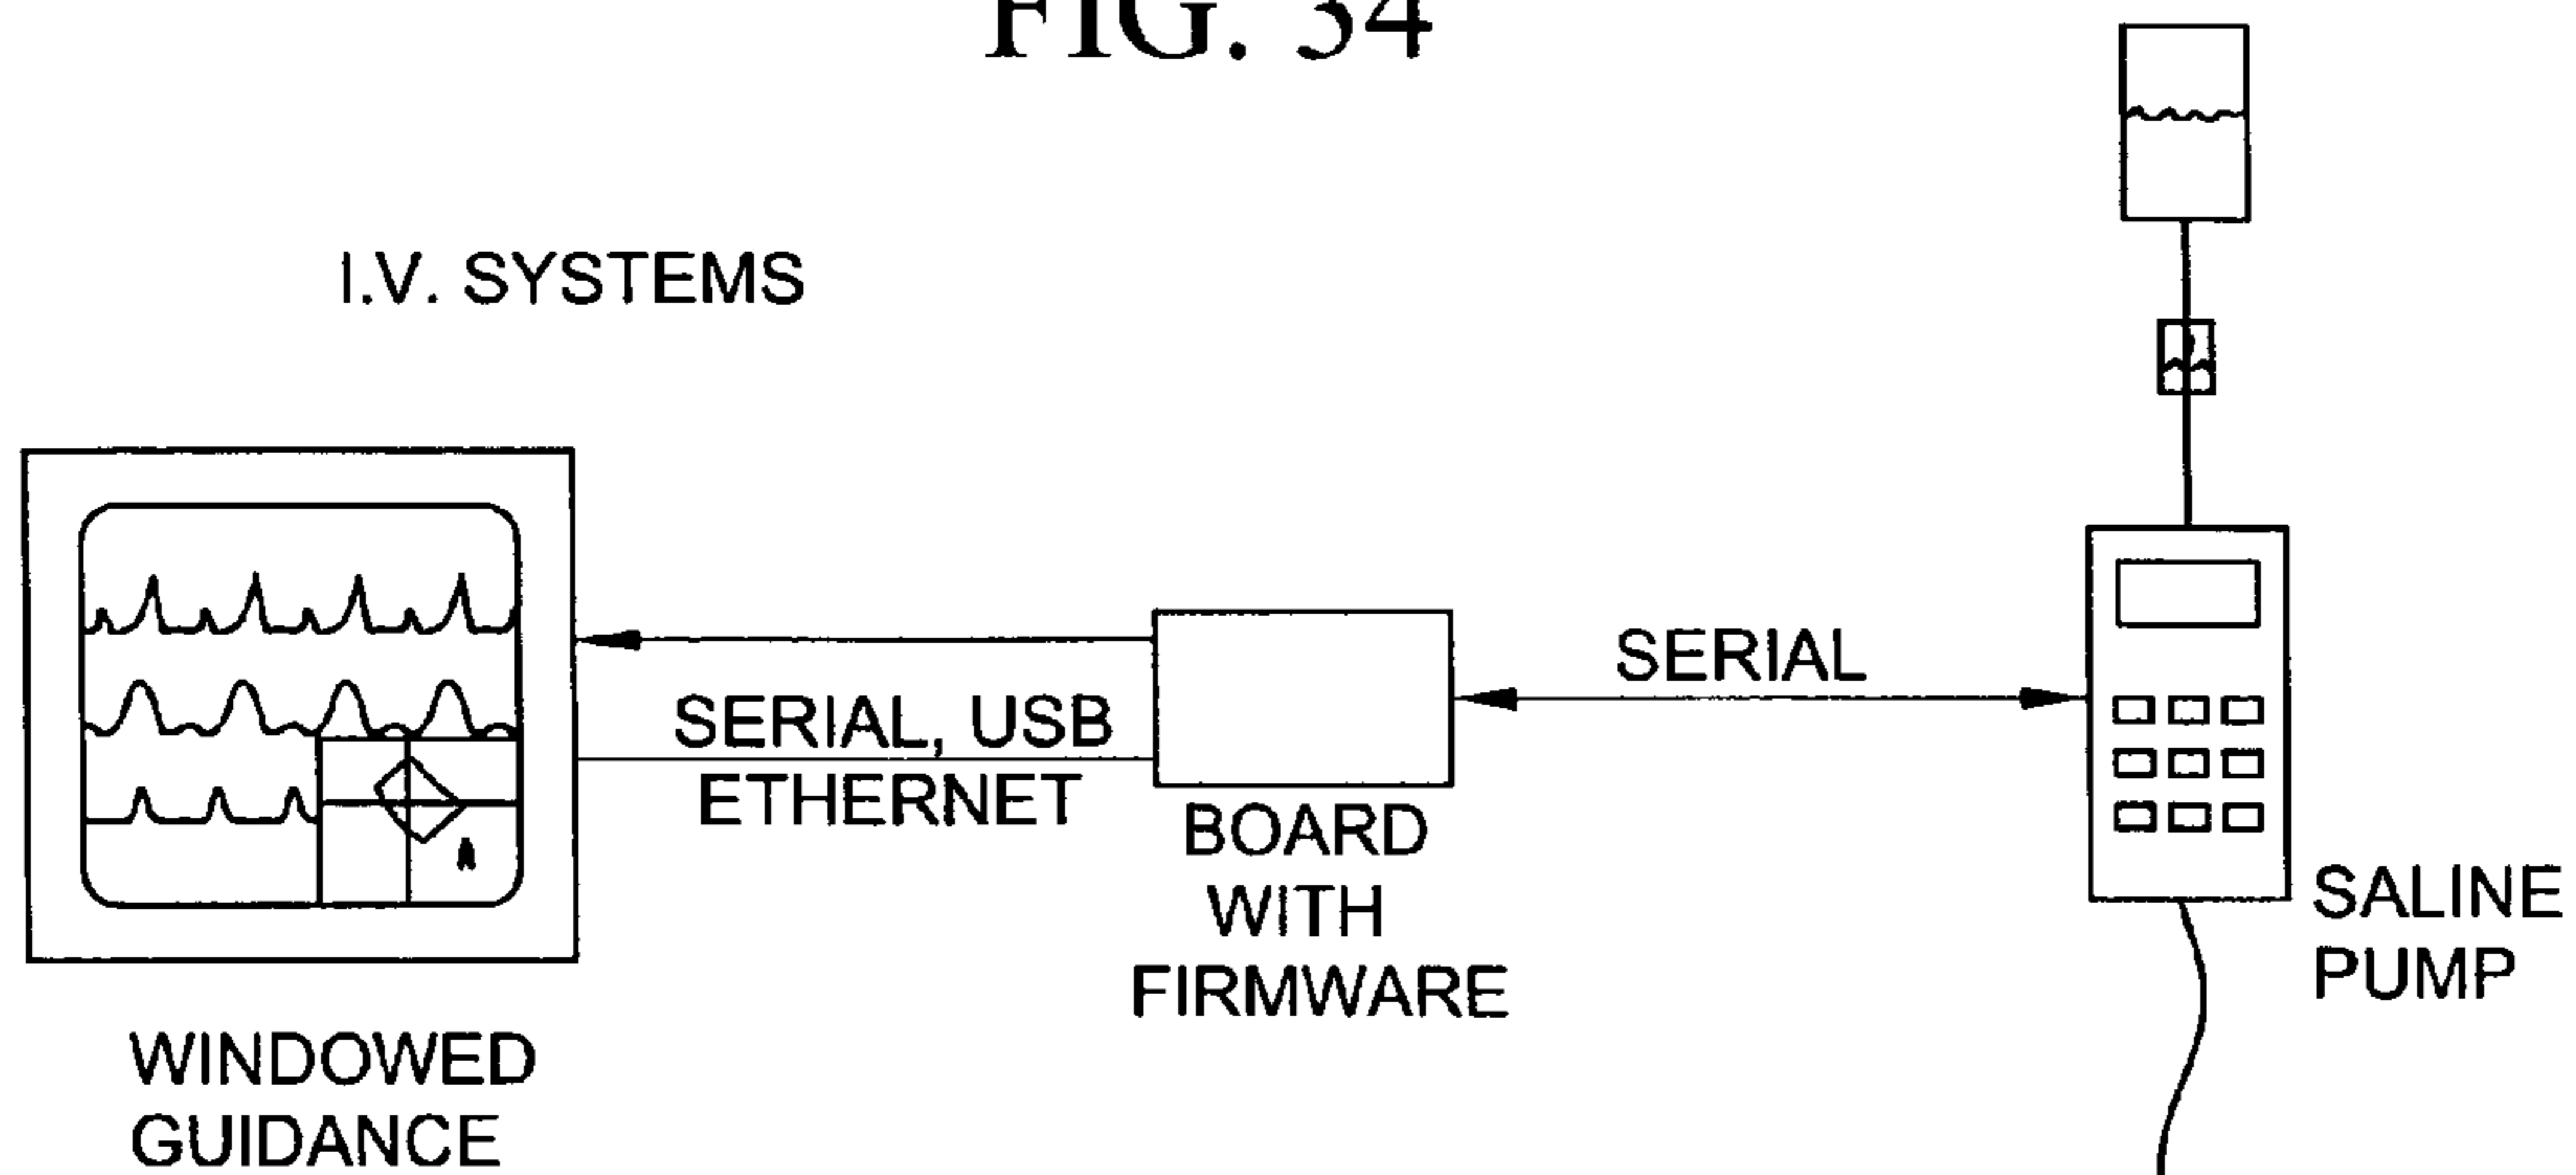 FIG. 34
I.V. SYSTEMS
SERIAL, USB
ETHERNET
SERIAL
BOARD
WITH
FIRMWARE
SALINE
PUMP
WINDOWED
GUIDANCE